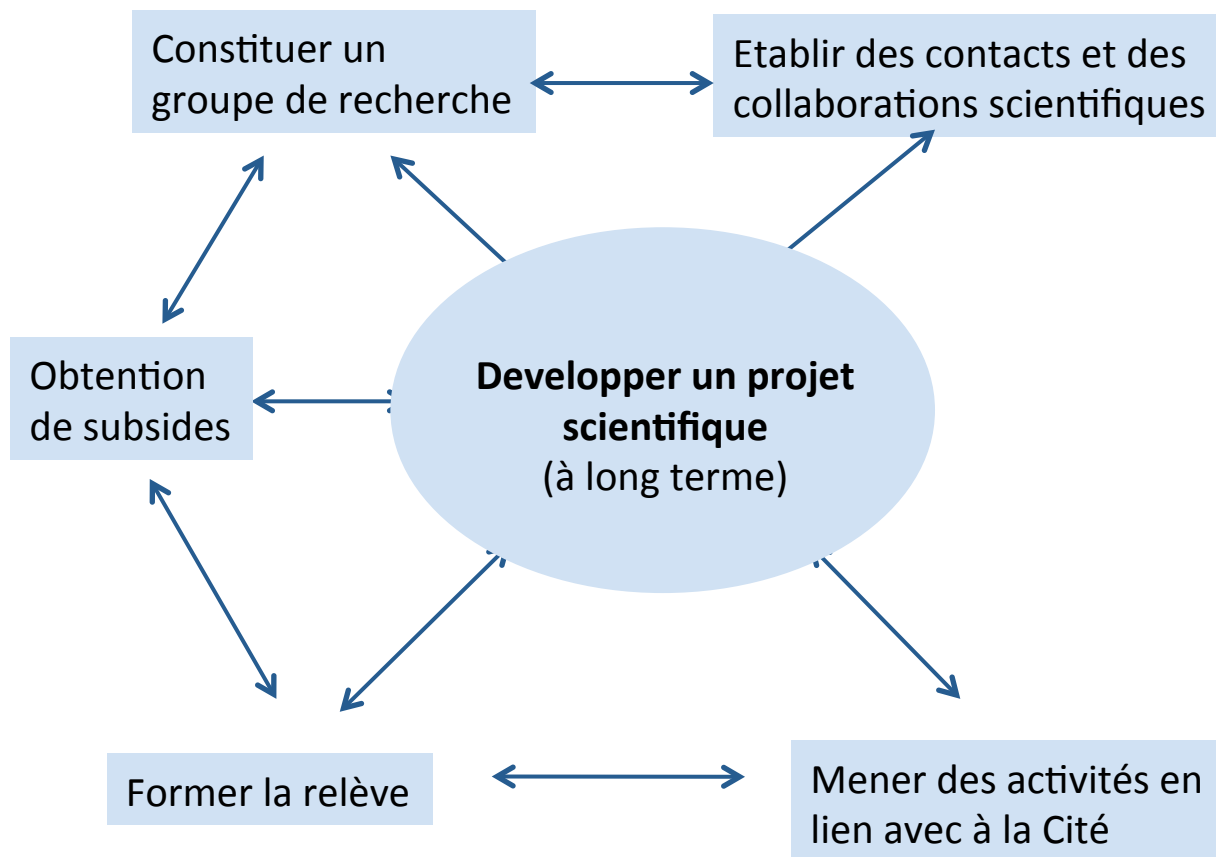 Constituer un
groupe de recherche
Etablir des contacts et des
collaborations scientifiques
Developper un projet
scientifique
(à long terme)
Obtention
de subsides
Former la relève
Mener des activités en
lien avec à la Cité